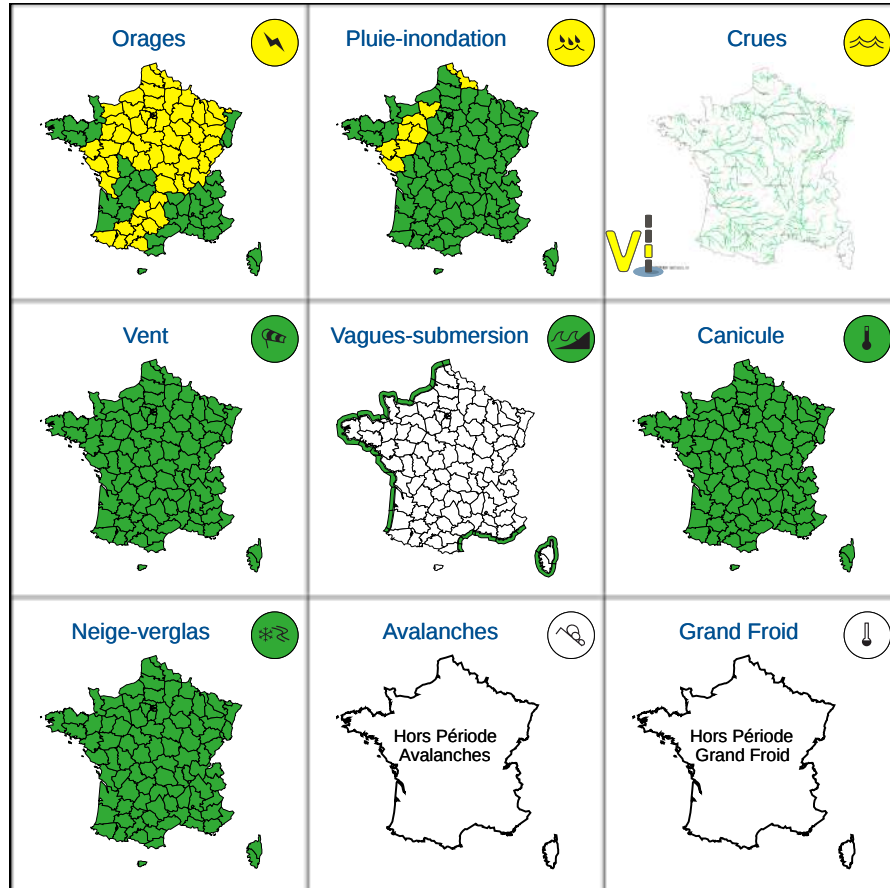 Orages
Pluie-inondation
Crues
Vi
Vent
Vagues-submersion
Canicule
Neige-verglas
Avalanches
Grand Froid
Hors Période
Avalanches
Hors Période
Grand Froid